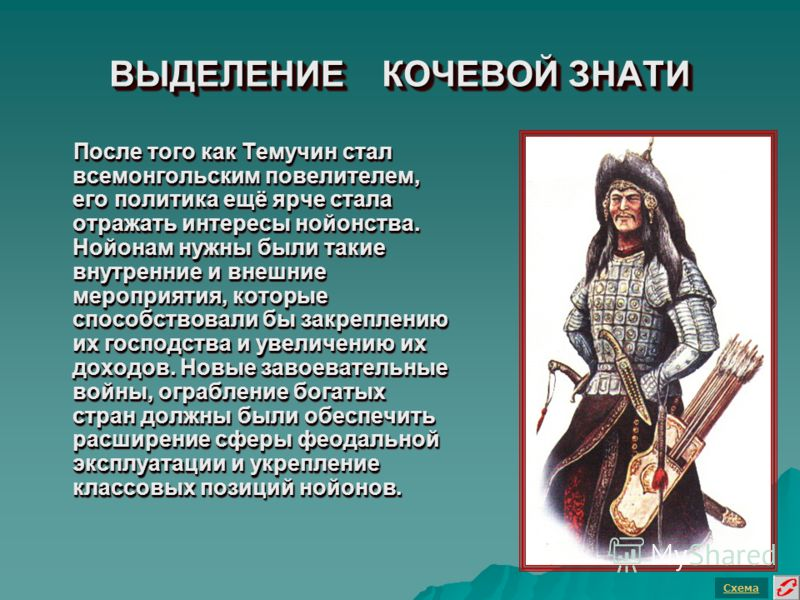 ВЫДЕЛЕНИЕ КОЧЕВОЙ ЗНАТИ
После того как Темучин стал
всемонгольским повелителем,
его политика ещё ярче стала
отражать интересы нойонства.
Нойонам нужны были такие
внутренние и внешние
мероприятия, которые
способствовали бы закреплению
их господства и увеличению их
доходов. Новые завоевательные
войны, ограбление богатых
стран должны были обеспечить
расширение сферы феодальной
эксплуатации и укрепление
классовых позиций нойонов.
MyShared
Схема